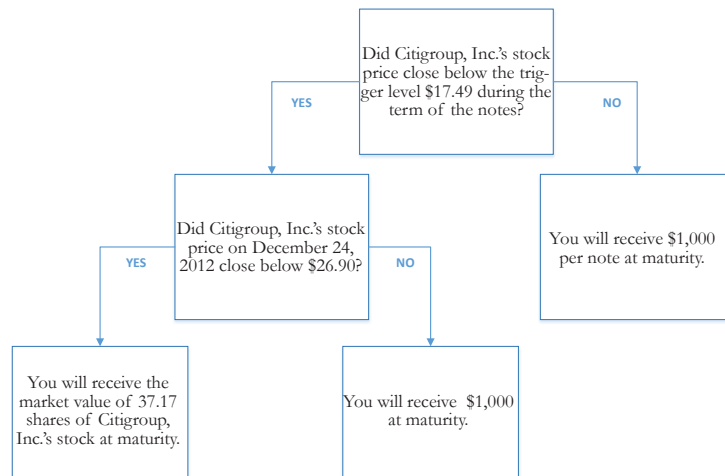 Did Citigroup, Inc.'s stock
price close below the trig-
ger level $17.49 during the
term of the notes?
YES
NO
Did Citigroup, Inc.'s stock
price on December 24,
2012 close below $26.90?
You will receive $1,000
per note at maturity.
YES
NO
You will receive the
market value of 37.17
shares of Citigroup,
Inc.'s stock at maturity.
You will receive $1,000
at maturity.